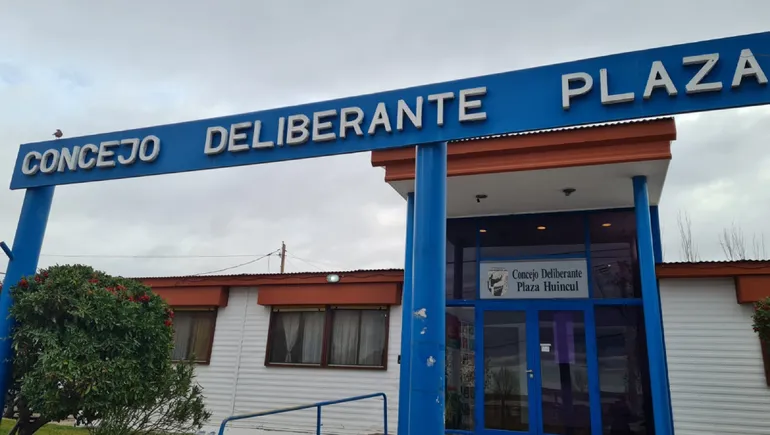 CONCEJO DELIBERANTE PLAZA
Concejo Deliberante
Plaza Huincul